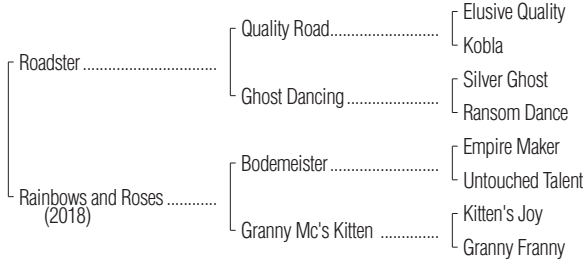 Elusive Quality
Quality Road
Kobla
Roadster
Silver Ghost
Ghost Dancing
Ransom Dance
Empire Maker
Bodemeister
Untouched Talent
Rainbows and Roses
(2018)
Kitten's Joy
Granny Mc's Kitten
Granny Franny